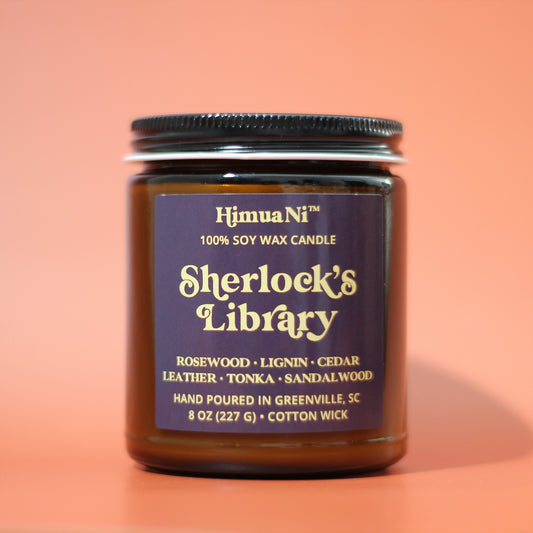 HimuaNi™
100% SOY WAX CANDLE
Sherlock's
Library
ROSEWOOD • LIGNIN • CEDAR
LEATHER • TONKA • SANDALWOOD
HAND POURED IN GREENVILLE, SC
8 OZ (227 G) • COTTON WICK